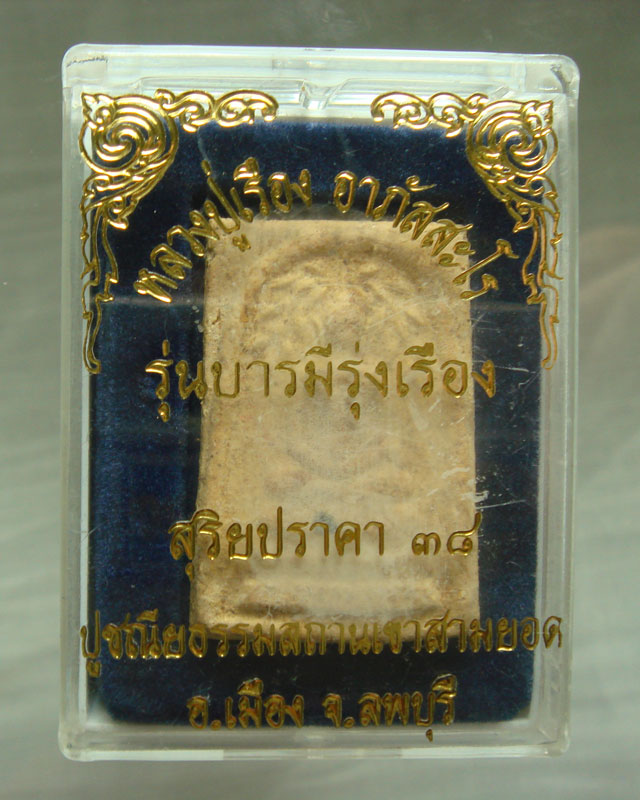 หลวงปู่เรือง อาภัสสะโร
รุ่นบารมีรุ่งเรือง
สุริยปราคา ๓๘
ปูชณียธรรมสถานเขาสามยอด
อ.เมือง จ.ลพบุรี